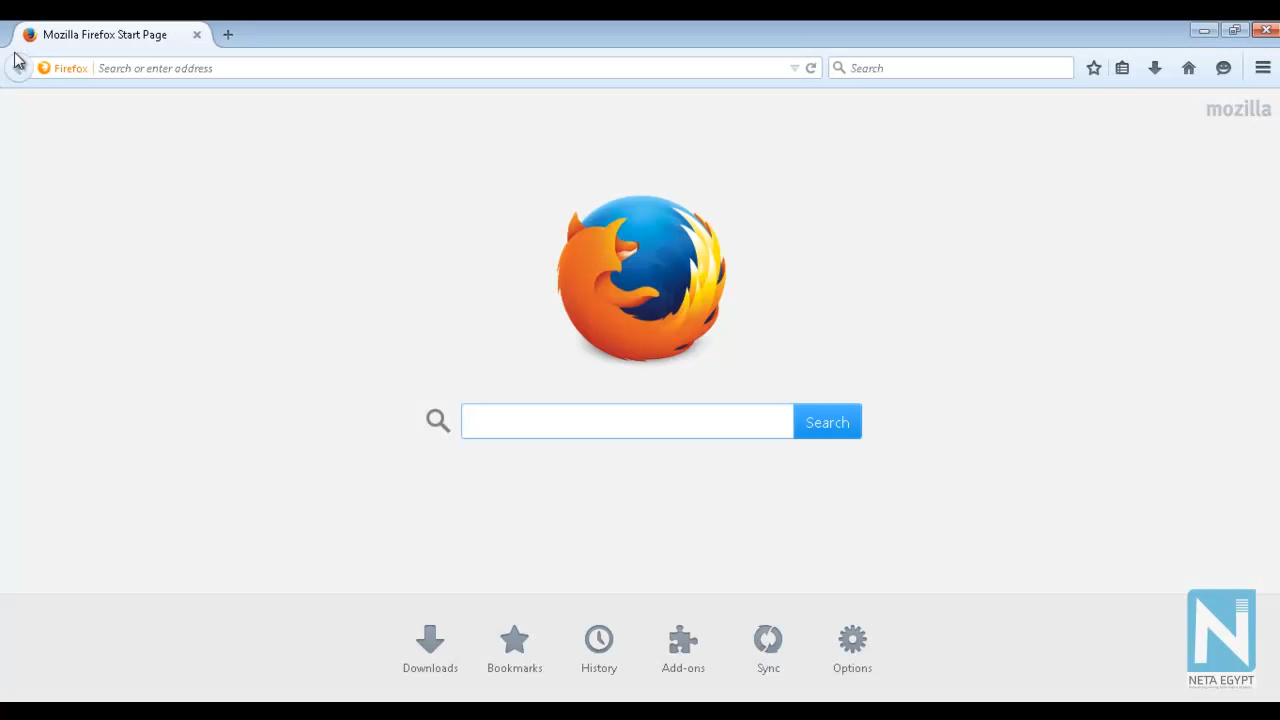 Mozilla Firefox Start Page
Firefox Search or enter address
Search
mozilla
Search
Downloads Bookmarks History Add-ons Sync Options
NETA EGYPT